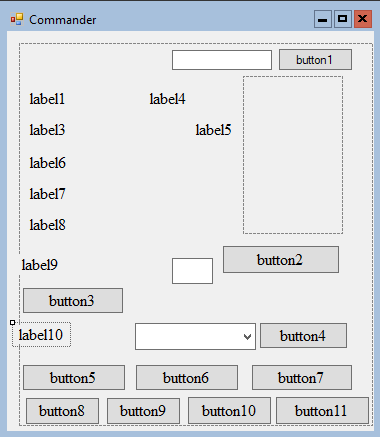 Commander
button1
label1 label4
label3 label5
label6
label7
label8
label9 button2
button3
label10 button4
button5 button6 button7
button8 button9 button10 button11